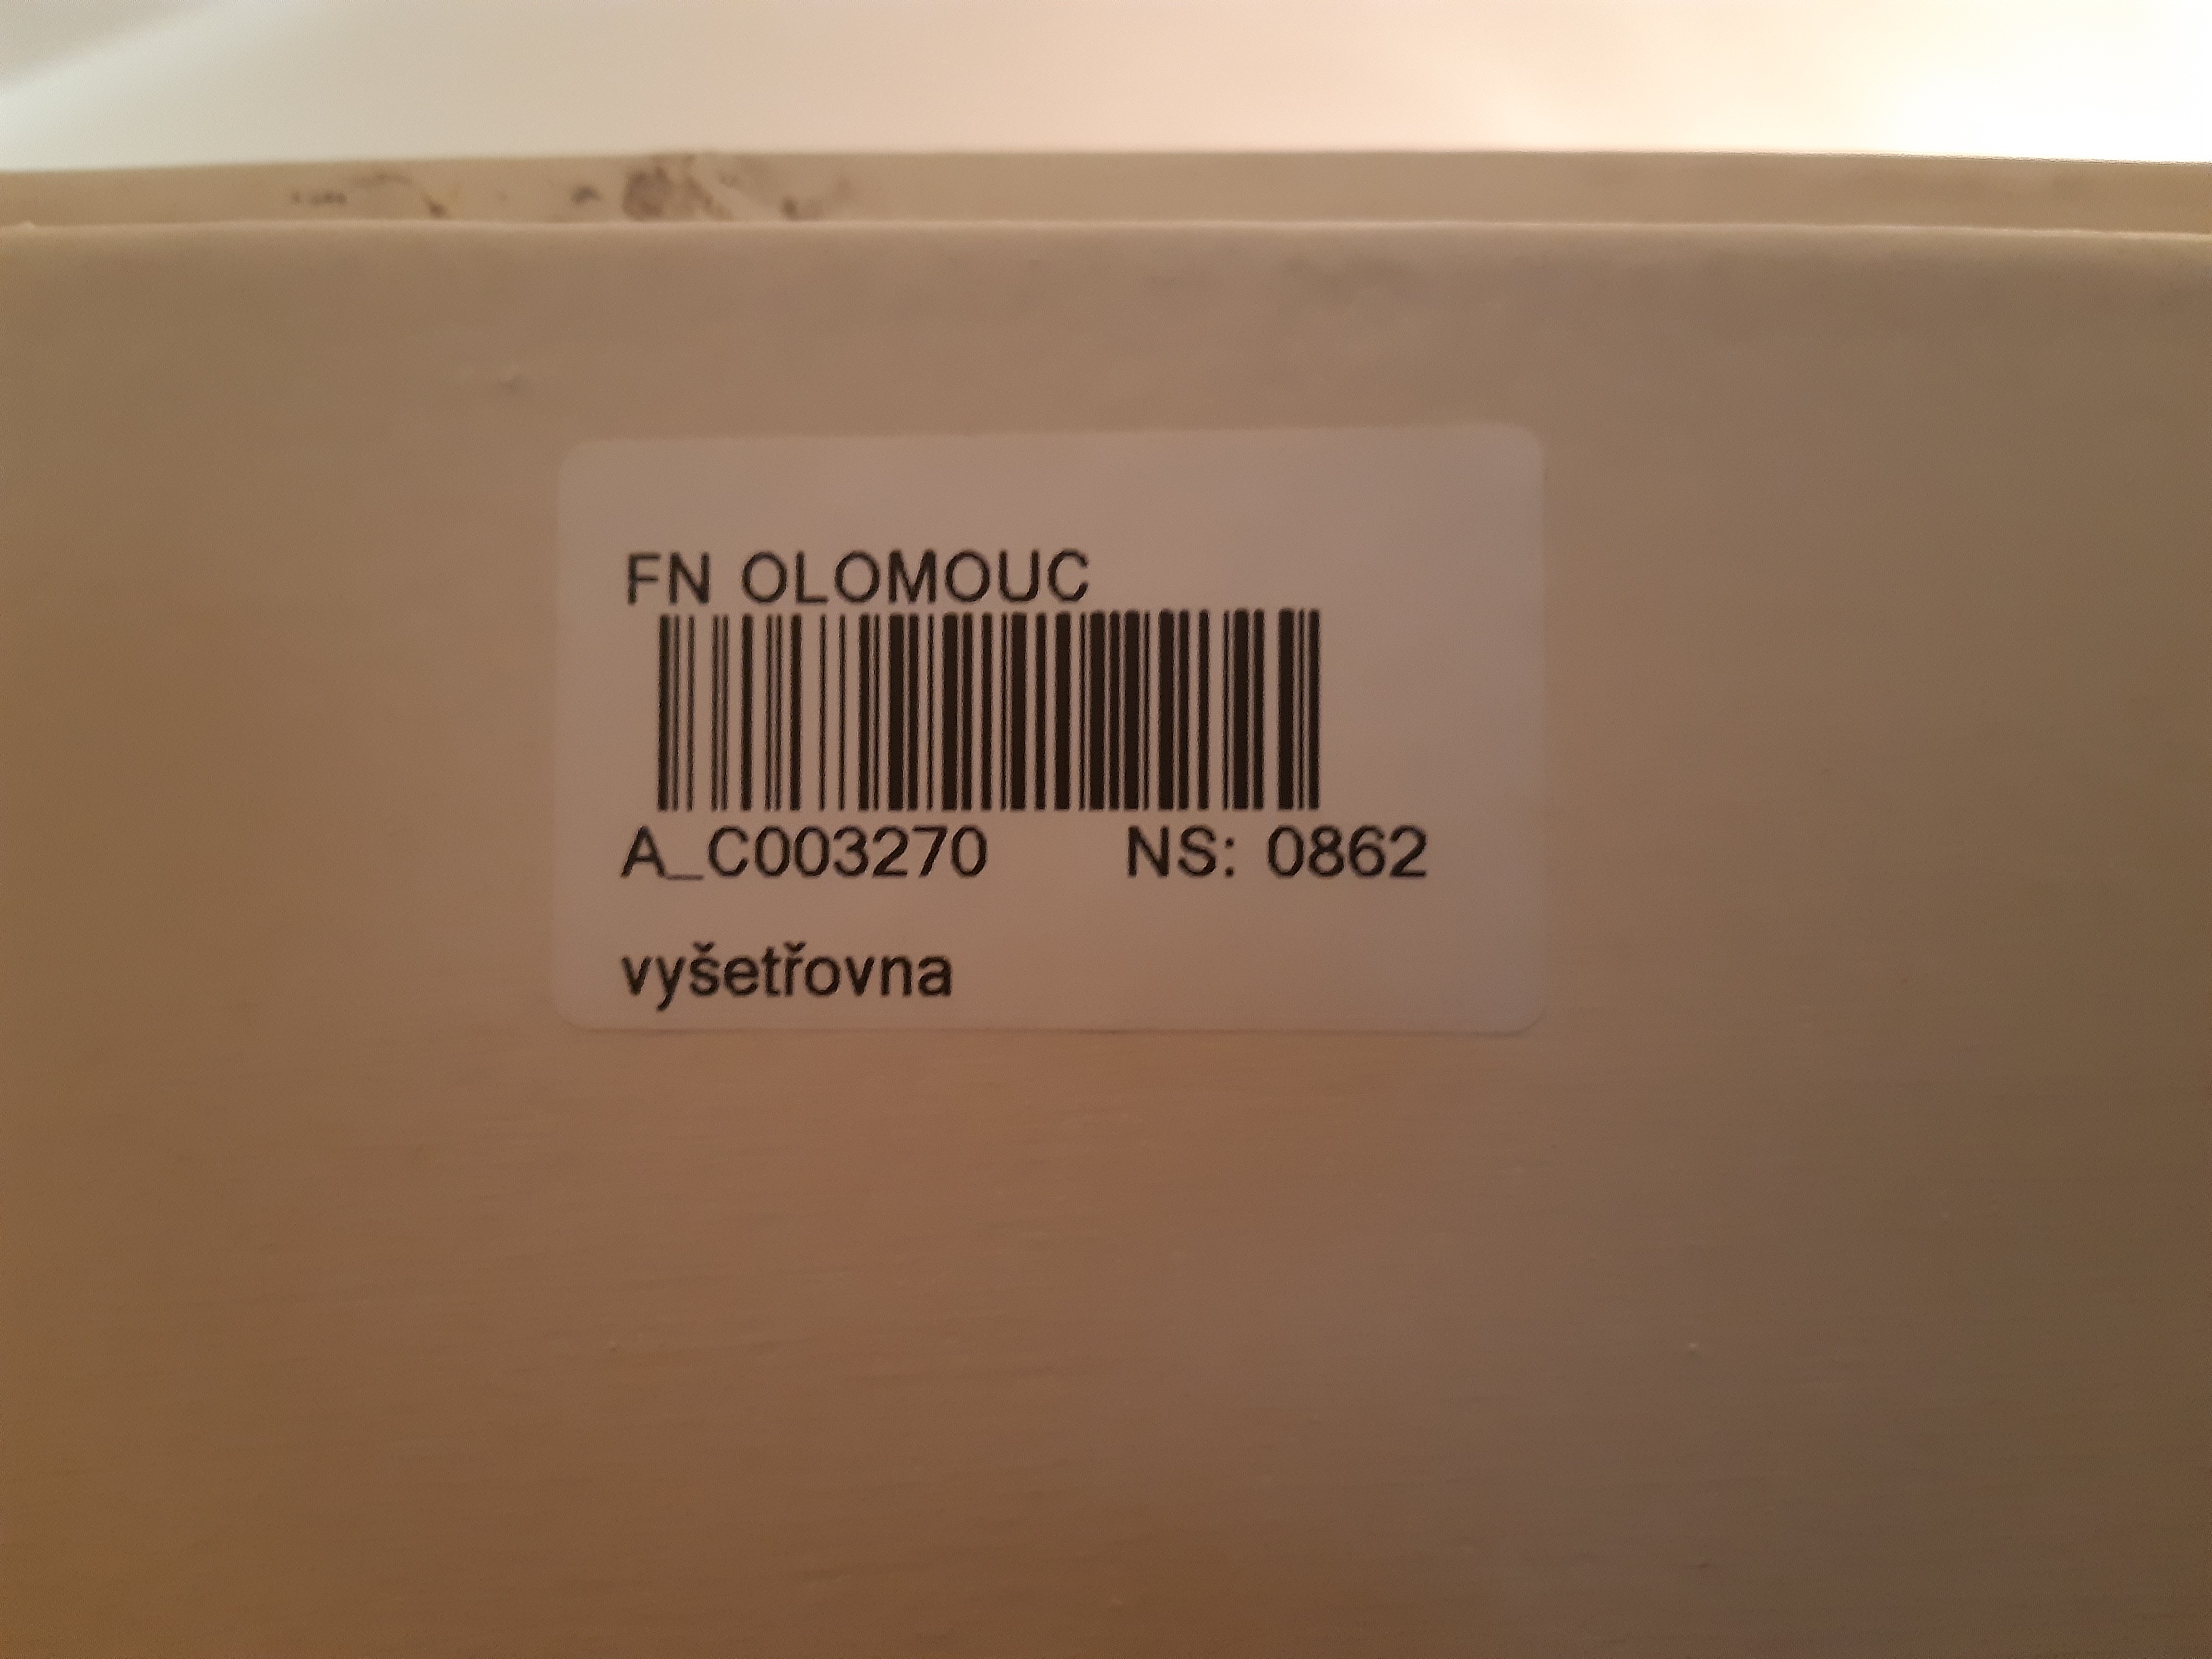 FN OLOMOUC
A_C003270 NS: 0862
vyšetřovna